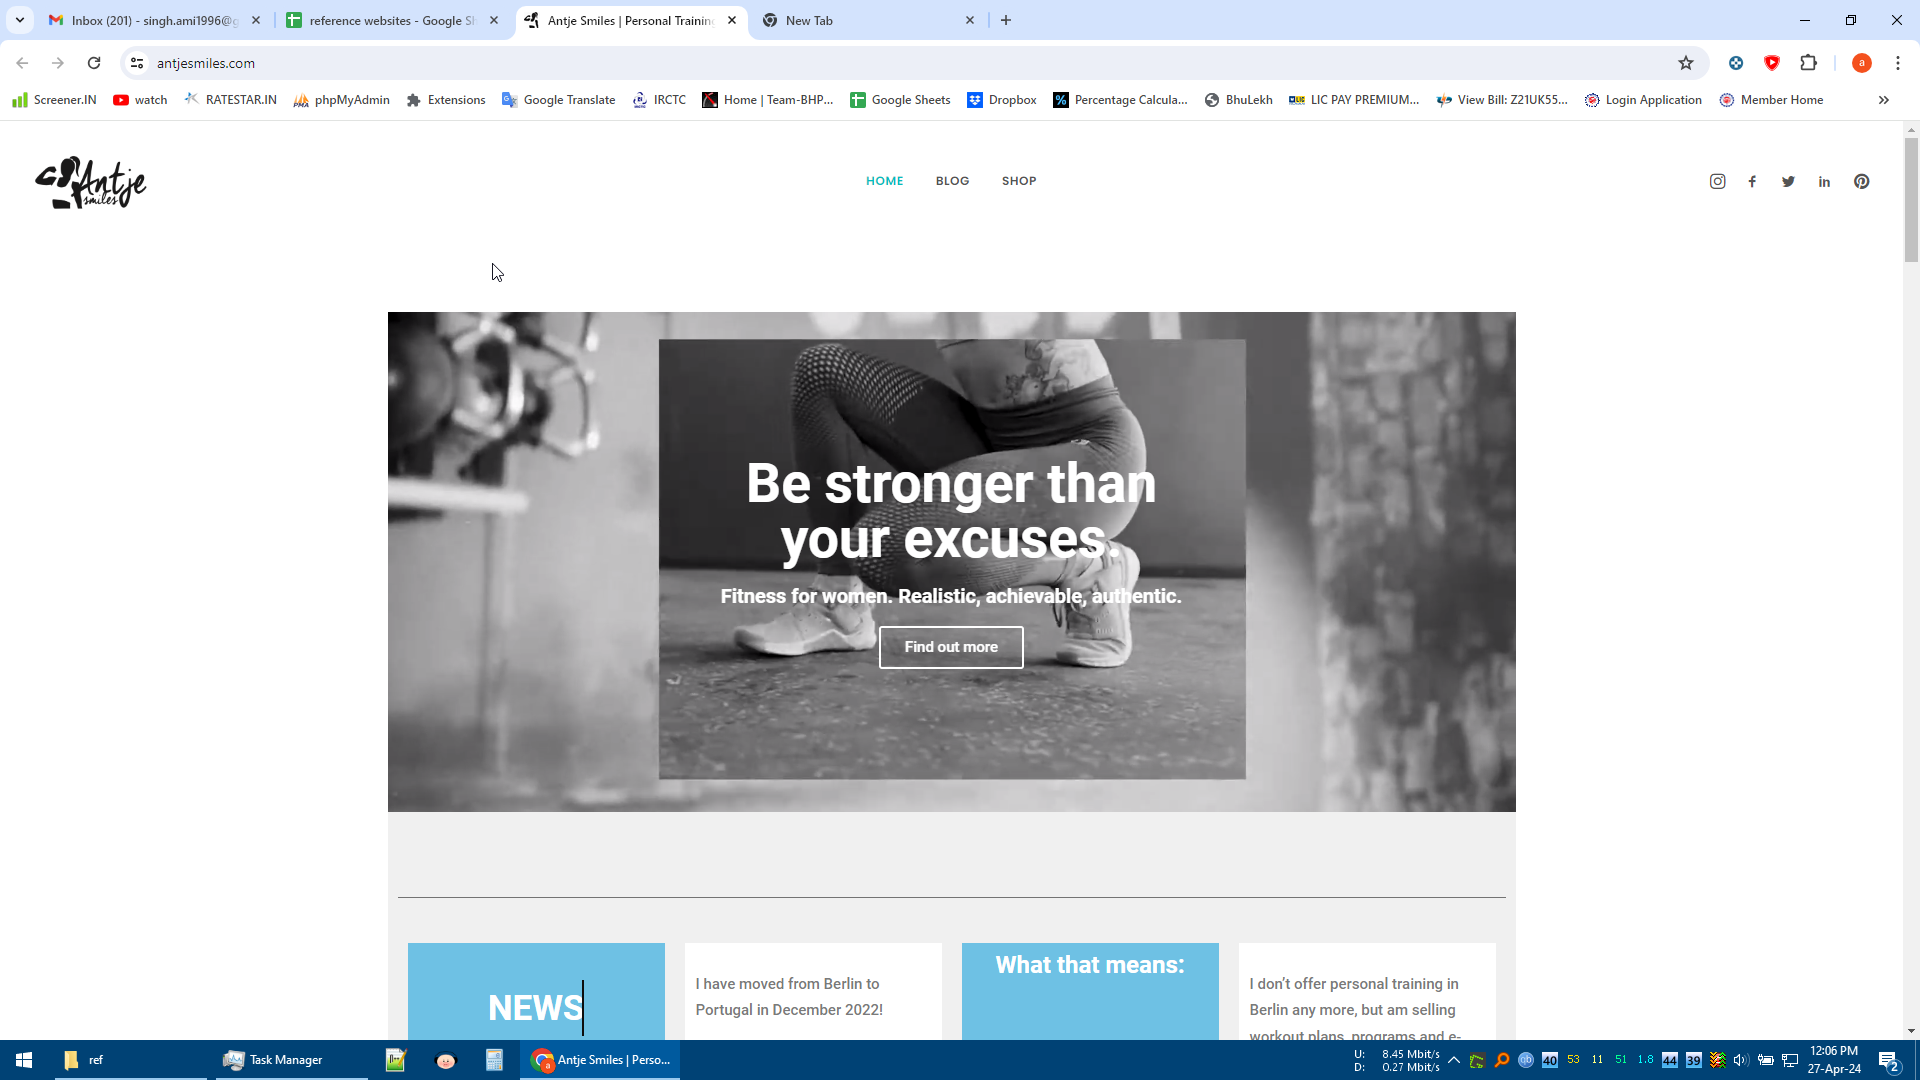 Inbox (201) - singh.ami1996@g
reference websites - Google Sh
Antje Smiles | Personal Training
New Tab
antjesmiles.com
a
Screener.IN
watch
RATESTAR.IN
phpMyAdmin
Extensions
Google Translate
IRCTC
Home | Team-BHP...
Google Sheets
Dropbox
Percentage Calcula...
BhuLekh
LIC PAY PREMIUM...
View Bill: Z21UK55...
Login Application
Member Home
Antje
smiles
HOME
BLOG
SHOP
Be stronger than
your excuses.
Fitness for women. Realistic, achievable, authentic.
Find out more
NEWS
I have moved from Berlin to
Portugal in December 2022!
What that means:
I don't offer personal training in
Berlin any more, but am selling
workout plans, programs and e-
ref
Task Manager
Antje Smiles | Perso...
U: 8.45 Mbit/s
D: 0.27 Mbit/s
40
53
11
51
1.8
44
39
12:06 PM
27-Apr-24
2